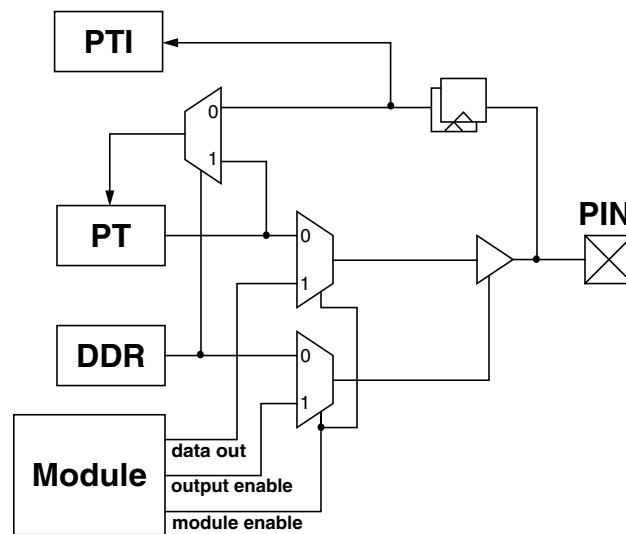 PTI
0
1
PIN
PT
0
1
DDR
0
1
data out
Module
output enable
module enable